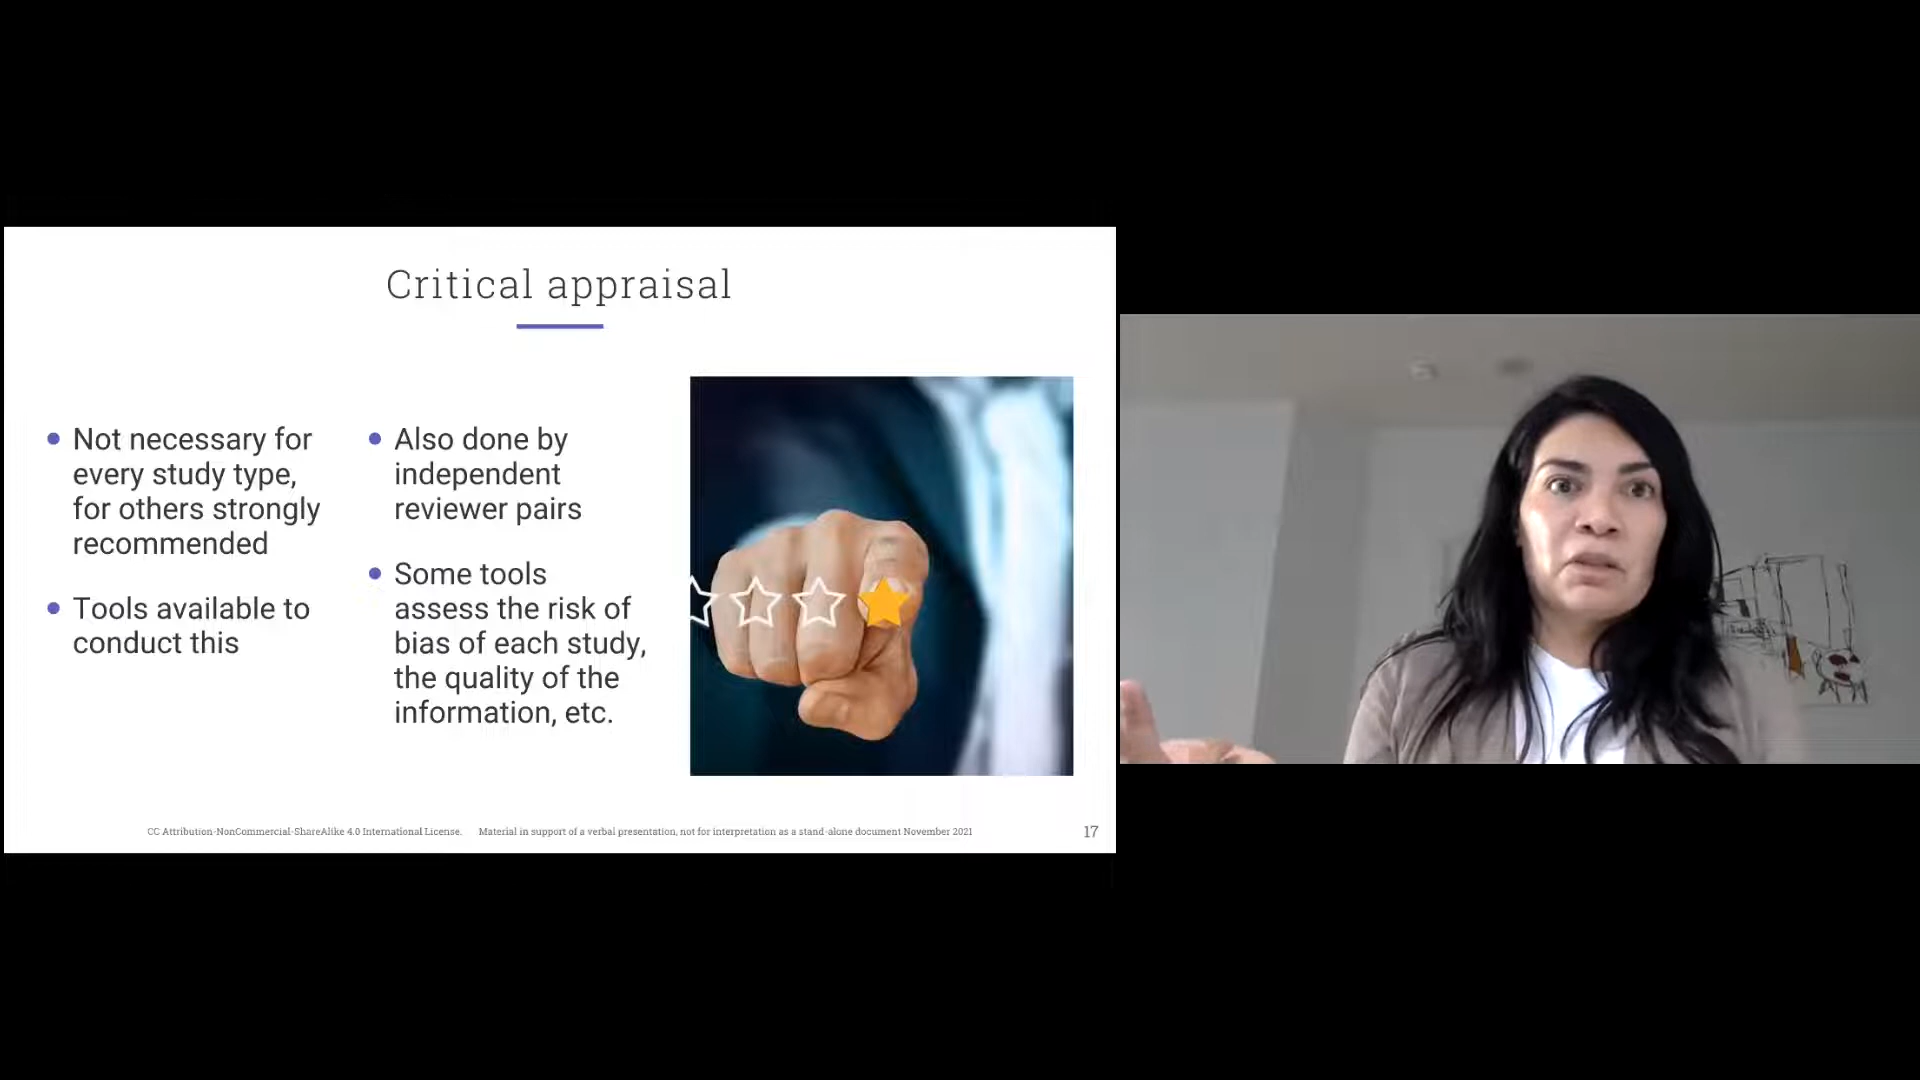 Critical appraisal
Not necessary for
every study type,
for others strongly
recommended
Tools available to
conduct this
Also done by
independent
reviewer pairs
Some tools
assess the risk of
bias of each study,
the quality of the
information, etc.
CC Attribution-NonCommercial-ShareAlike 4.0 International License. Material in support of a verbal presentation, not for interpretation as a stand-alone document November 2021
17